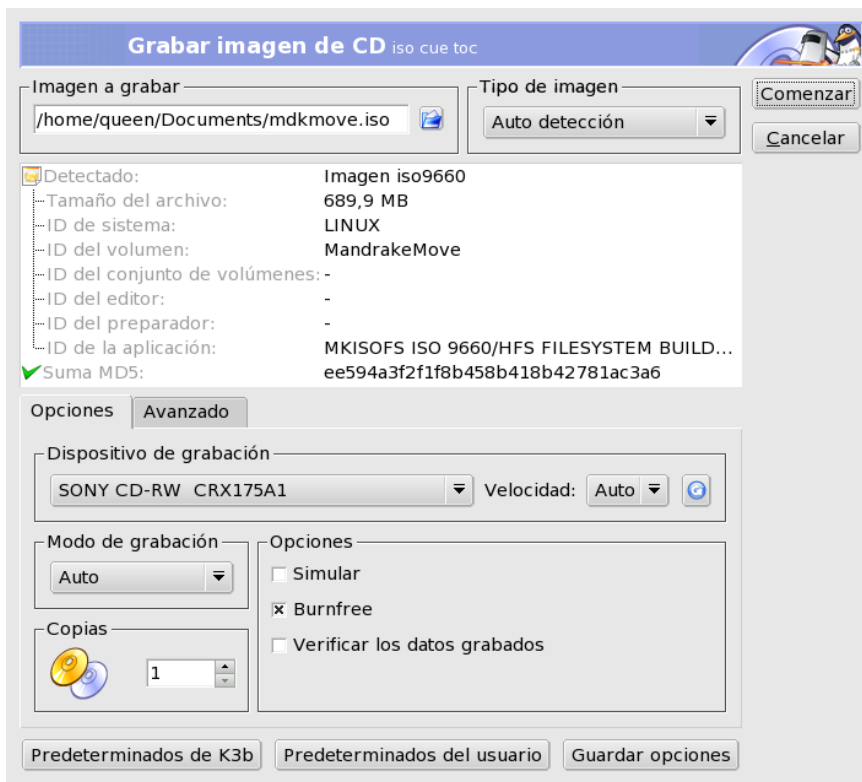 Grabar imagen de CD iso cue toc
Imagen a grabar
/home/queen/Documents/mdkmove.iso
Tipo de imagen
Auto detección
Comenzar
Cancelar
Detectado: Imagen iso9660
Tamaño del archivo: 689,9 MB
ID de sistema: LINUX
ID del volumen: MandrakeMove
ID del conjunto de volúmenes: -
ID del editor: -
ID del preparador: -
ID de la aplicación: MKISOFS ISO 9660/HFS FILESYSTEM BUILD...
Suma MD5: ee594a3f2f1f8b458b418b42781ac3a6
Opciones Avanzado
Dispositivo de grabación
SONY CD-RW CRX175A1 Velocidad: Auto
Modo de grabación
Auto
Copias
1
Opciones
Simular
Burnfree
Verificar los datos grabados
Predeterminados de K3b Predeterminados del usuario Guardar opciones